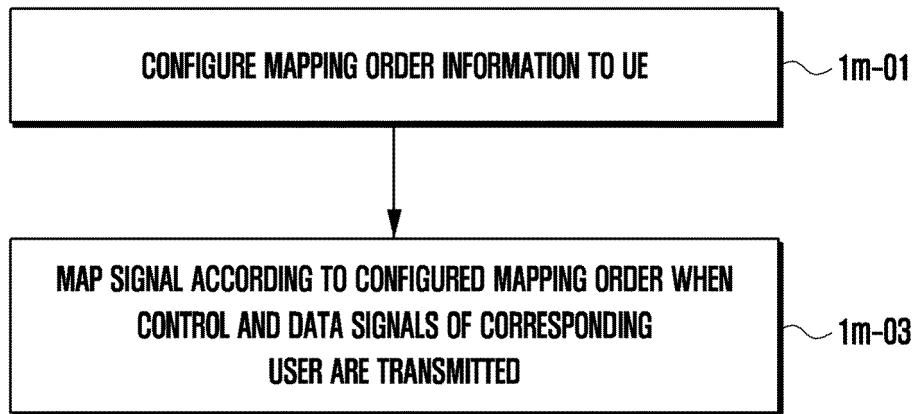 CONFIGURE MAPPING ORDER INFORMATION TO UE
1m-01
MAP SIGNAL ACCORDING TO CONFIGURED MAPPING ORDER WHEN
CONTROL AND DATA SIGNALS OF CORRESPONDING
USER ARE TRANSMITTED
1m-03